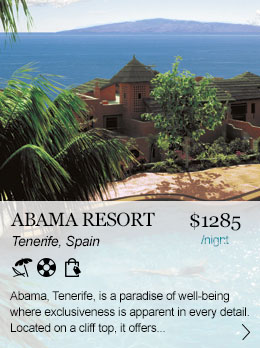 ABAMA RESORT $1285
Tenerife, Spain /night
Abama, Tenerife, is a paradise of well-being
where exclusiveness is apparent in every detail.
Located on a cliff top, it offers...